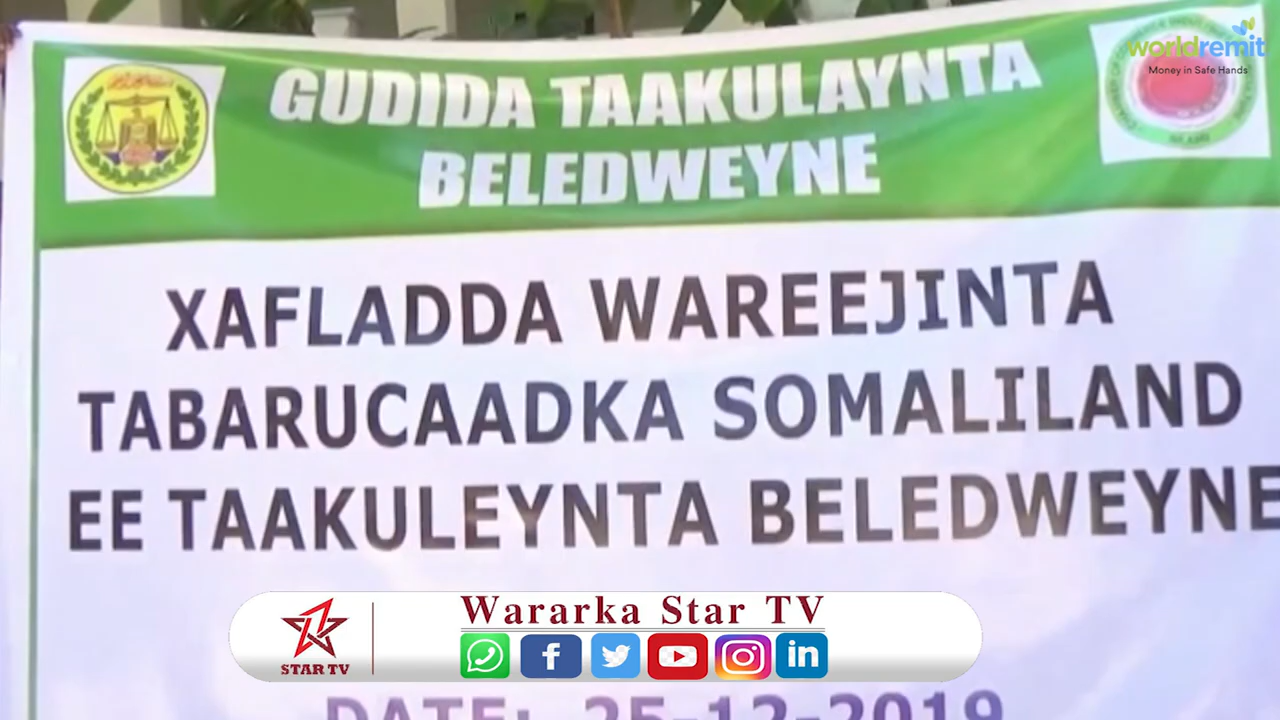 worldremit
Money in Safe Hands
GUDIDA TAAKULAYNTA
BELEDWEYNE
XAFLADDA WAREEJINTA
TABARUCAADKA SOMALILAND
EE TAAKULEYNTA BELEDWEYNE
Wararka Star TV
STAR TV
DATE: 25-12-2019